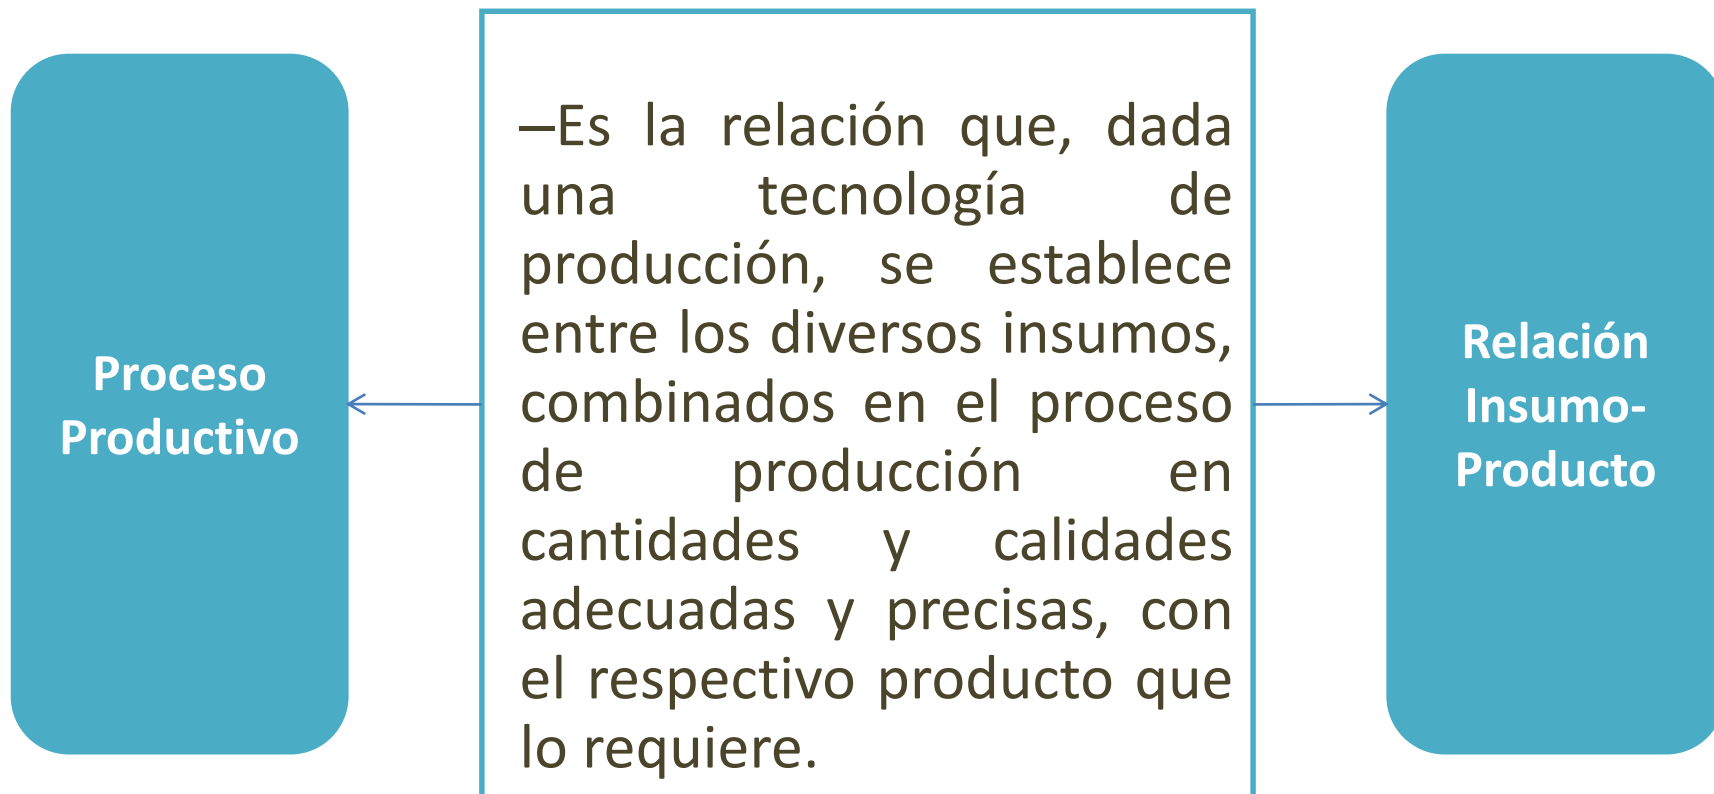 Proceso
Productivo
–Es la relación que, dada
una tecnología de
producción, se establece
entre los diversos insumos,
combinados en el proceso
de producción en
cantidades y calidades
adecuadas y precisas, con
el respectivo producto que
lo requiere.
Relación
Insumo-
Producto